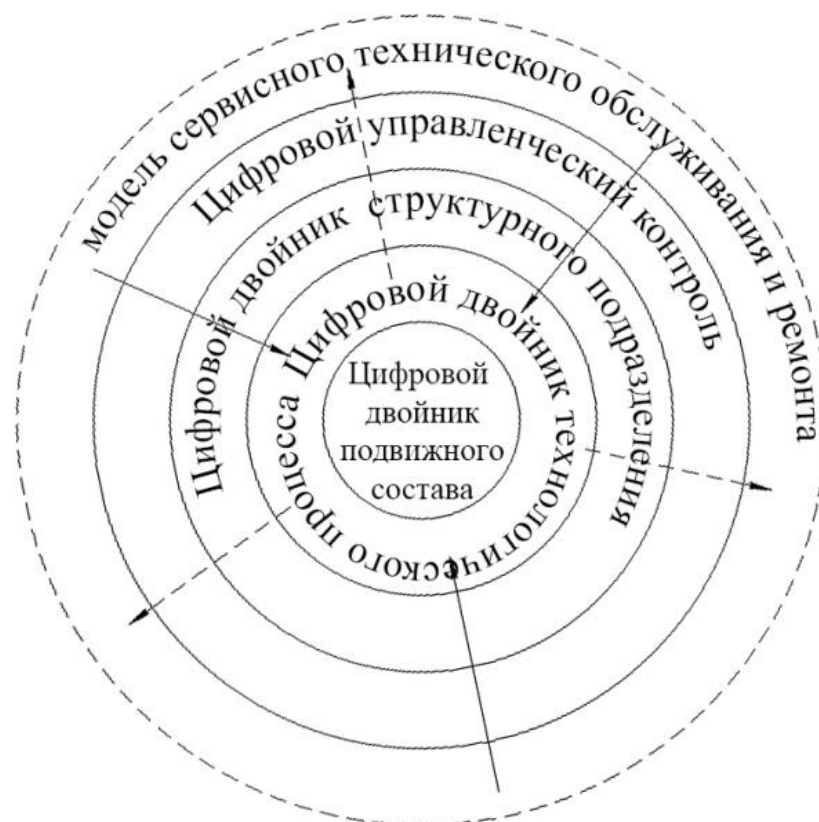 модель сервисного технического обслуживания и ремонта
Цифровой управленческий контроль
Цифровой двойник структурного подразделения
Цифровой двойник технологического процесса
Цифровой
двойник
подвижного
состава